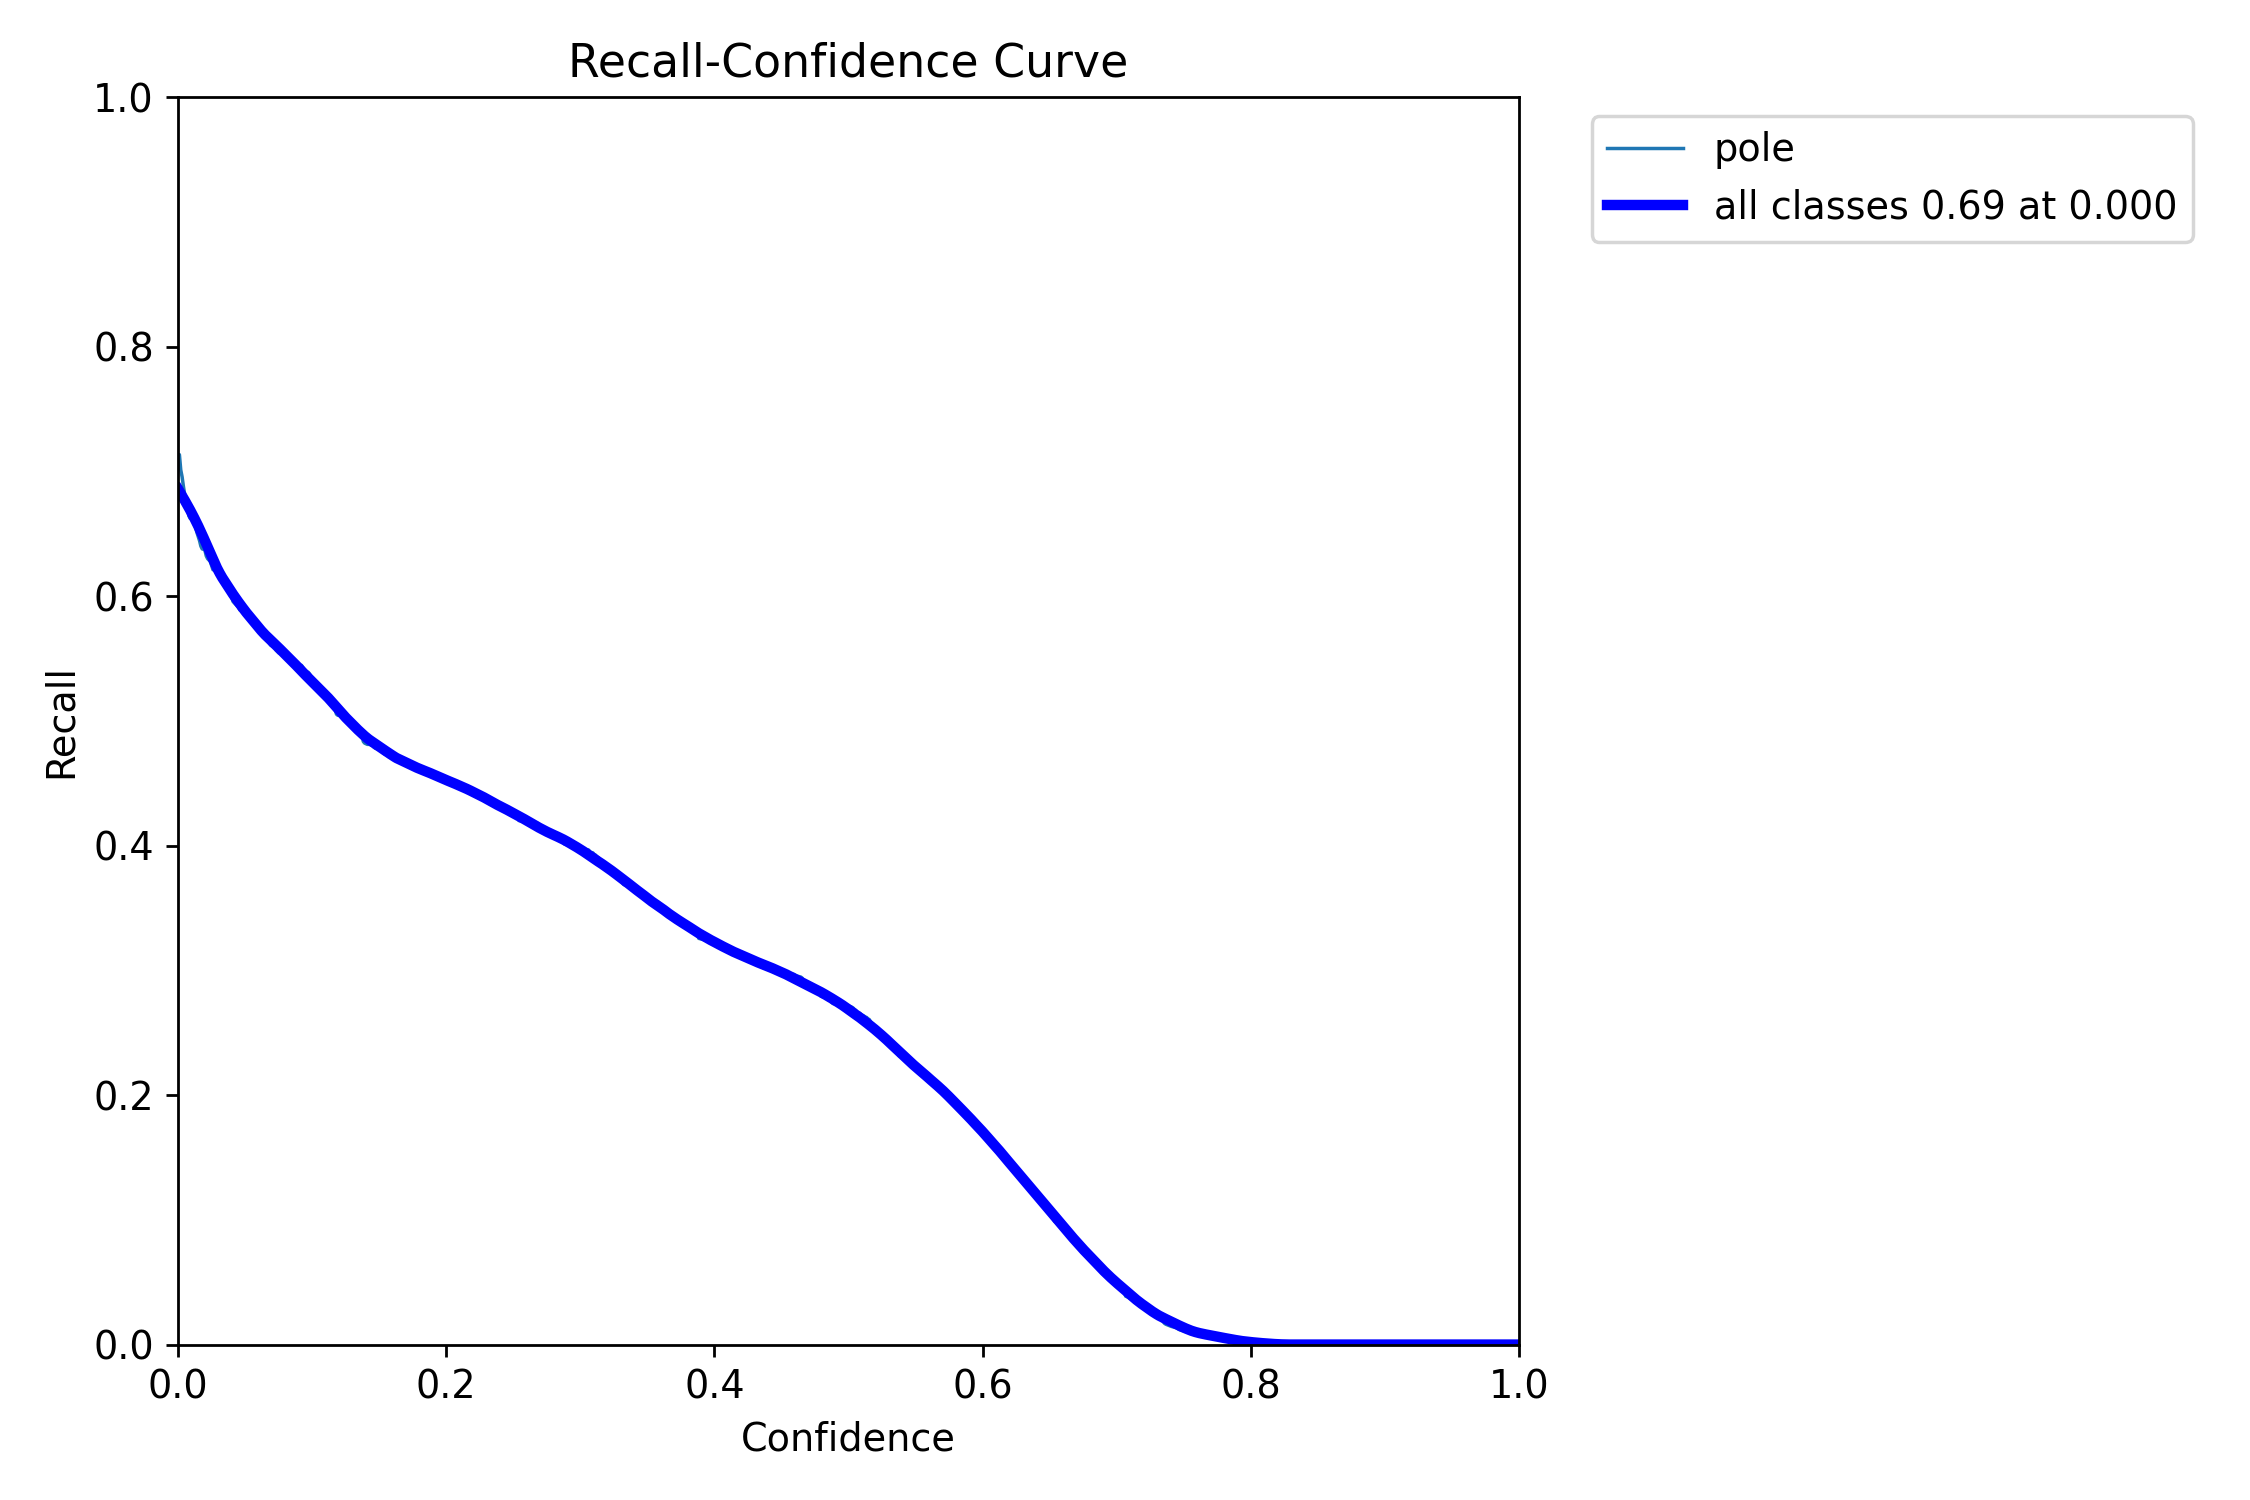 Recall-Confidence Curve
1.0
0.8
0.6
0.4
0.2
0.0
Recall
0.0 0.2 0.4 0.6 0.8 1.0
Confidence
pole
all classes 0.69 at 0.000